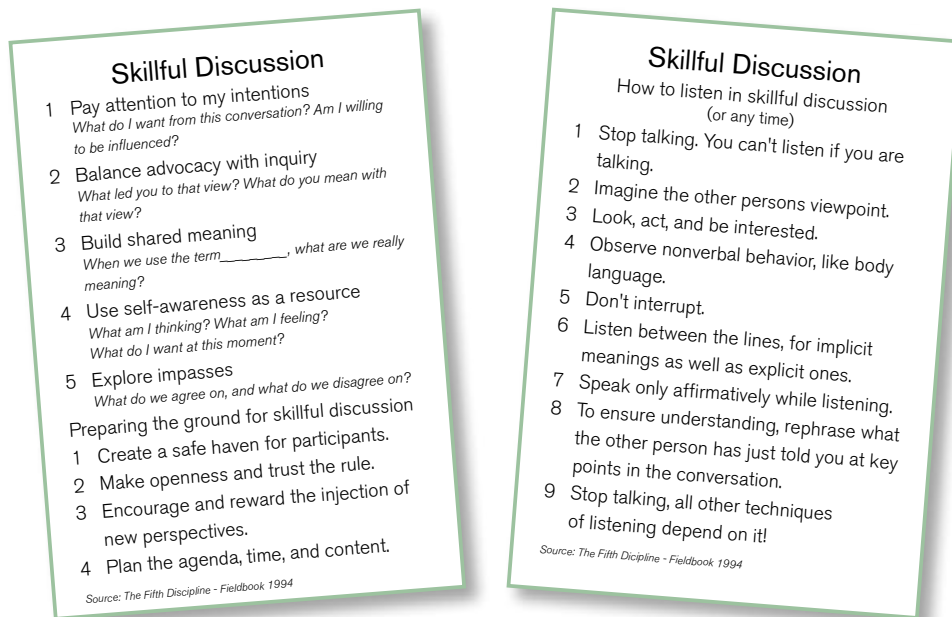 Skillful Discussion
1 Pay attention to my intentions
What do I want from this conversation? Am I willing
to be influenced?
2 Balance advocacy with inquiry
What led you to that view? What do you mean with
that view?
3 Build shared meaning
When we use the term________, what are we really
meaning?
4 Use self-awareness as a resource
What am I thinking? What am I feeling?
What do I want at this moment?
5 Explore impasses
What do we agree on, and what do we disagree on?
Preparing the ground for skillful discussion
1 Create a safe haven for participants.
2 Make openness and trust the rule.
3 Encourage and reward the injection of
new perspectives.
4 Plan the agenda, time, and content.
Source: The Fifth Discipline - Fieldbook 1994
Skillful Discussion
How to listen in skillful discussion
(or any time)
1 Stop talking. You can't listen if you are
talking.
2 Imagine the other persons viewpoint.
3 Look, act, and be interested.
4 Observe nonverbal behavior, like body
language.
5 Don't interrupt.
6 Listen between the lines, for implicit
meanings as well as explicit ones.
7 Speak only affirmatively while listening.
8 To ensure understanding, rephrase what
the other person has just told you at key
points in the conversation.
9 Stop talking, all other techniques
of listening depend on it!
Source: The Fifth Dicipline - Fieldbook 1994